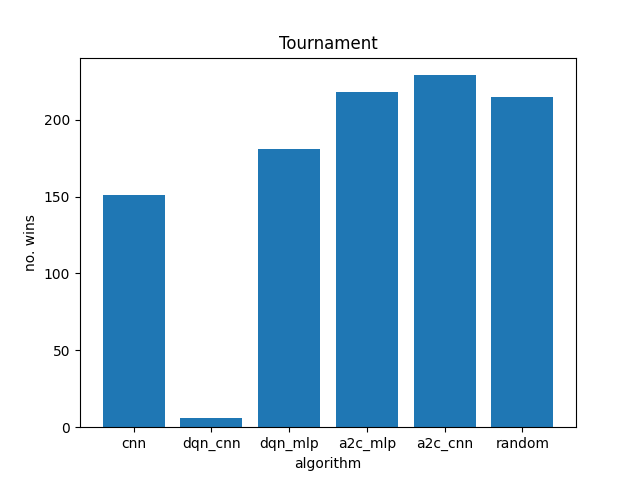 Tournament
no. wins
200
150
100
50
0
cnn dqn_cnn dqn_mlp a2c_mlp a2c_cnn random
algorithm